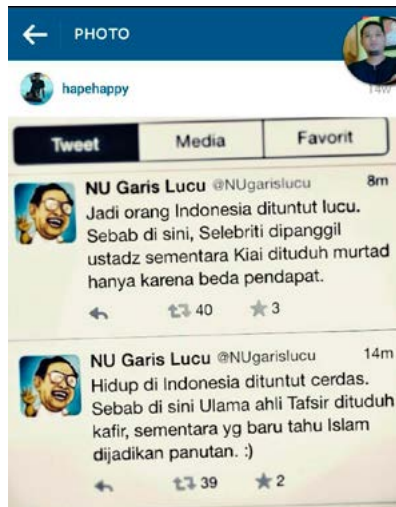 PHOTO
hapehappy
14w
Tweet Media Favorit
NU Garis Lucu @NUgarislucu 8m
Jadi orang Indonesia dituntut lucu.
Sebab di sini, Selebriti dipanggil
ustadz sementara Kiai dituduh murtad
hanya karena beda pendapat.
40 3
NU Garis Lucu @NUgarislucu 14m
Hidup di Indonesia dituntut cerdas.
Sebab di sini Ulama ahli Tafsir dituduh
kafir, sementara yg baru tahu Islam
dijadikan panutan. :)
39 2